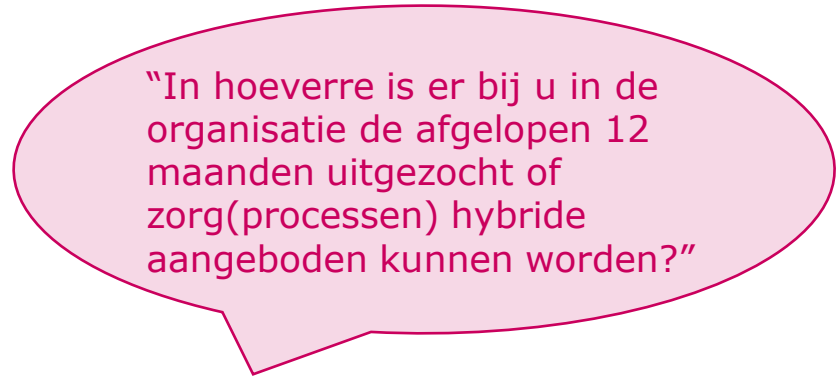 “In hoeverre is er bij u in de
organisatie de afgelopen 12
maanden uitgezocht of
zorg(processen) hybride
aangeboden kunnen worden?”